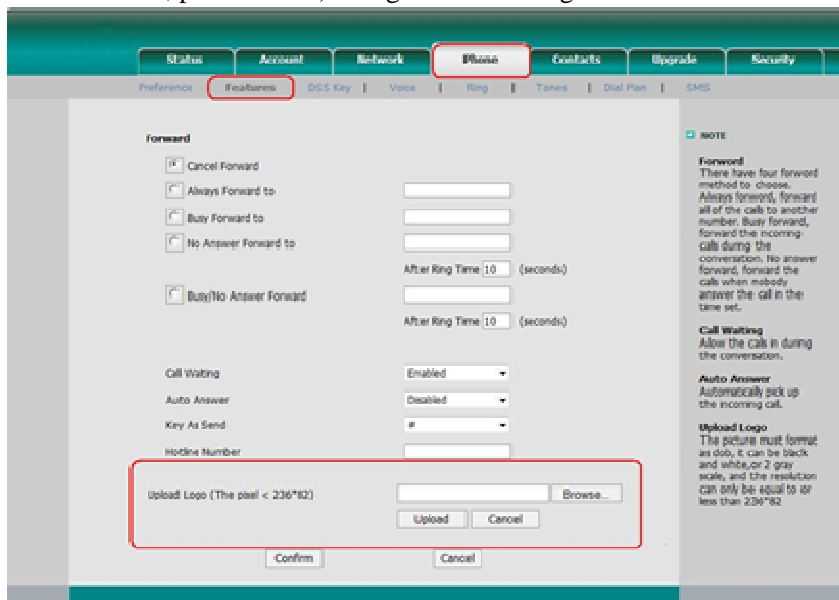 Status Account Network Phone Contacts Upgrade Security
Preference Features DSS Key | Voice | Ring | Tones | Dial Plan | SMS
Forward
Cancel Forward
Always Forward to
Busy Forward to
No Answer Forward to
After Ring Time 10 (seconds)
Busy/No Answer Forward
After Ring Time 10 (seconds)
Call Waiting Enabled
Auto Answer Disabled
Key As Send #
Hotline Number
Upload Logo (The pixel < 236*82) Browse...
Upload Cancel
Confirm Cancel
NOTE
Forword
There have four forword
method to choose.
Always forword, forward
all of the calls to another
number. Busy forward,
forward the incoming
calls during the
conversation. No answer
forward, forward the
calls when mobody
answer the call in the
time set.
Call Waiting
Allow the calls in during
the conversation.
Auto Answer
Automatically pick up
the incoming call.
Upload Logo
The picture must format
as dob, it can be black
and white,or 2 gray
scale, and the resolution
can only be equal to or
less than 236*82